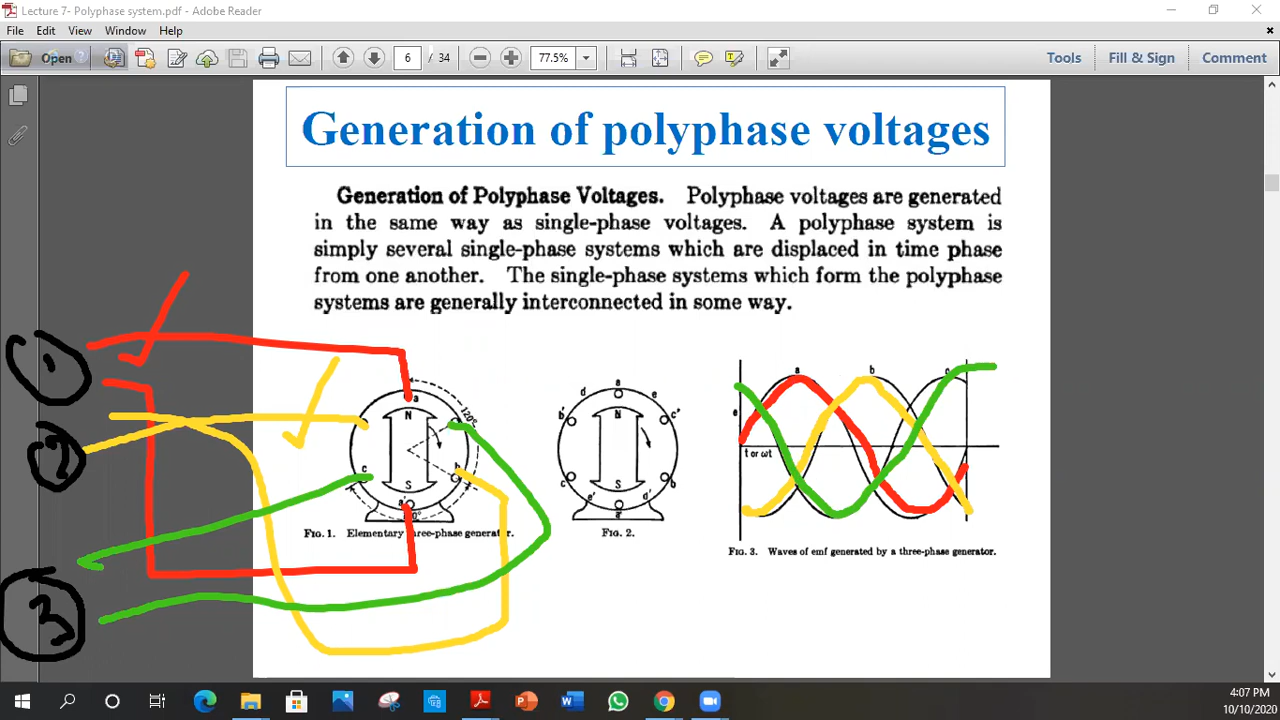 Lecture 7- Polyphase system.pdf - Adobe Reader
File Edit View Window Help
Open 6 / 34 77.5% Tools Fill & Sign Comment
Generation of polyphase voltages
Generation of Polyphase Voltages. Polyphase voltages are generated
in the same way as single-phase voltages. A polyphase system is
simply several single-phase systems which are displaced in time phase
from one another. The single-phase systems which form the polyphase
systems are generally interconnected in some way.
1
2
3
a
N
120°
c
b
S
a'
FIG. 1. Elementary three-phase generator.
a
d e
b' N c'
c S b
e' d'
a'
FIG. 2.
a b c
e
t or ωt
FIG. 3. Waves of emf generated by a three-phase generator.
4:07 PM
10/10/2020